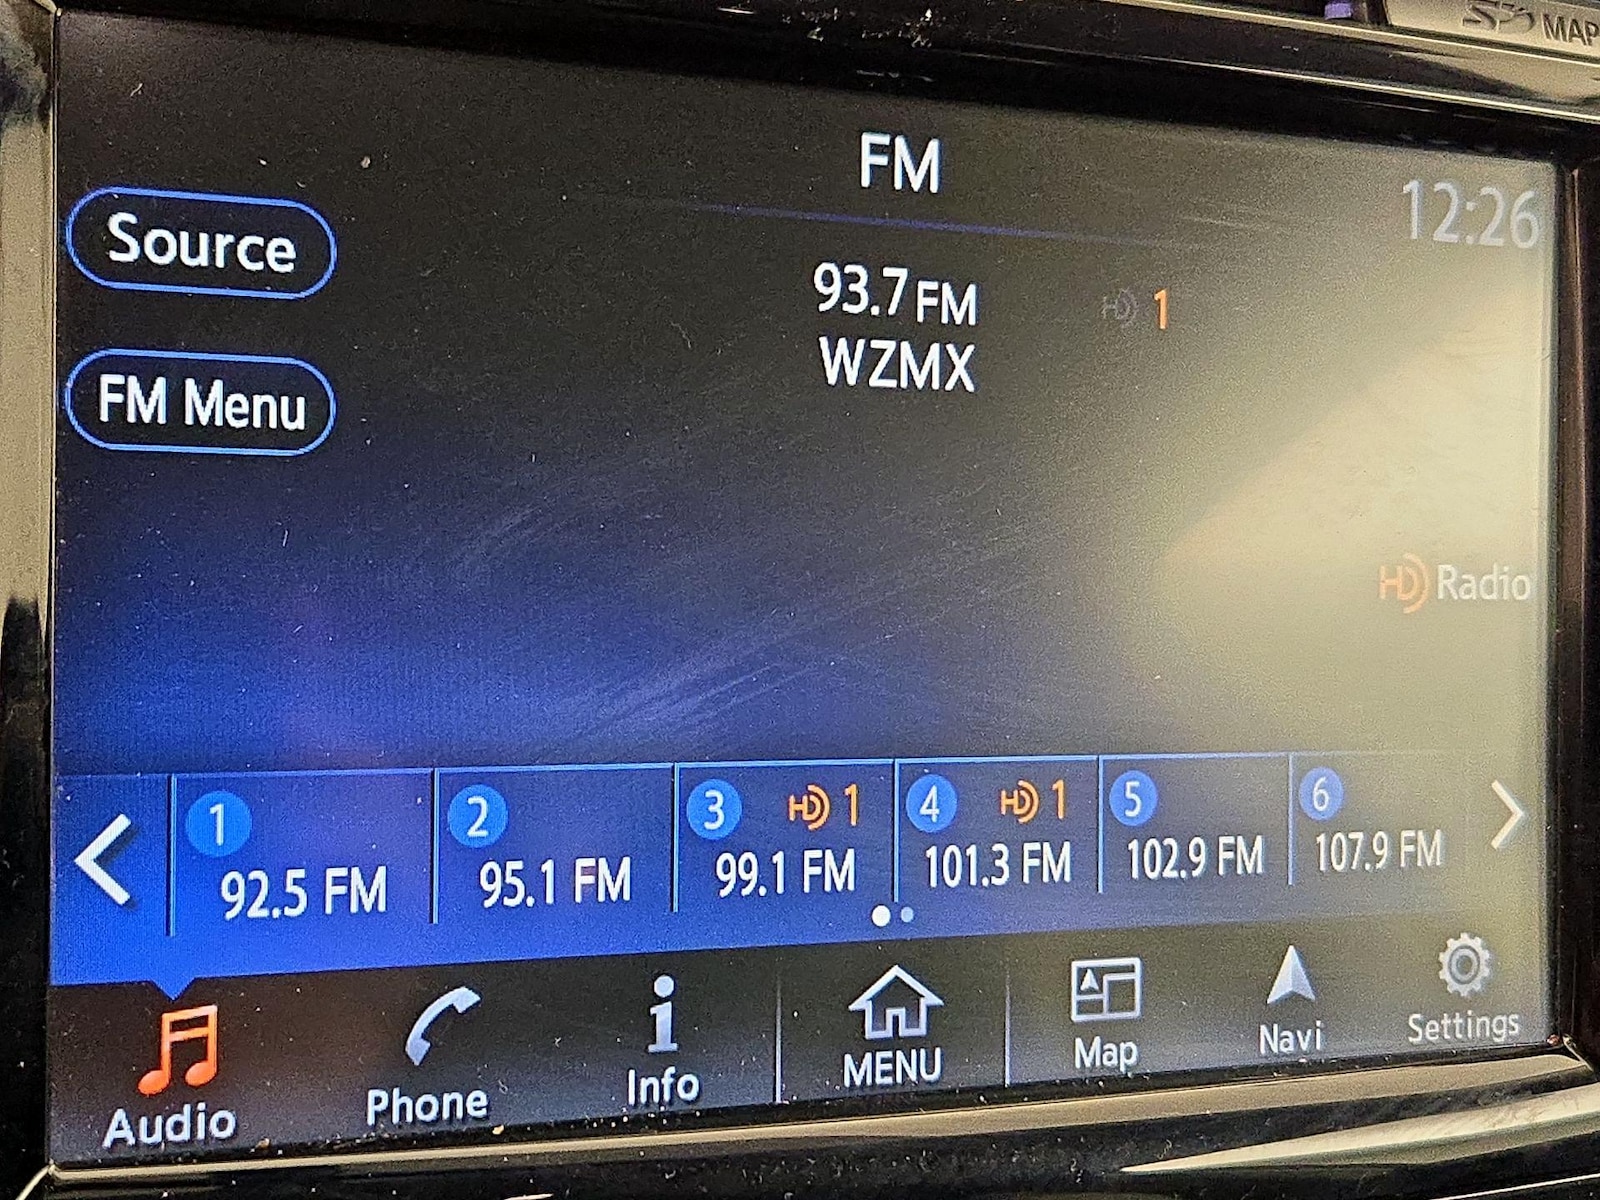 MAP
FM
12:26
Source
93.7 FM
HD 1
WZMX
FM Menu
HD Radio
1
92.5 FM
2
95.1 FM
3 HD 1
99.1 FM
4 HD 1
101.3 FM
5
102.9 FM
6
107.9 FM
Audio
Phone
Info
MENU
Map
Navi
Settings